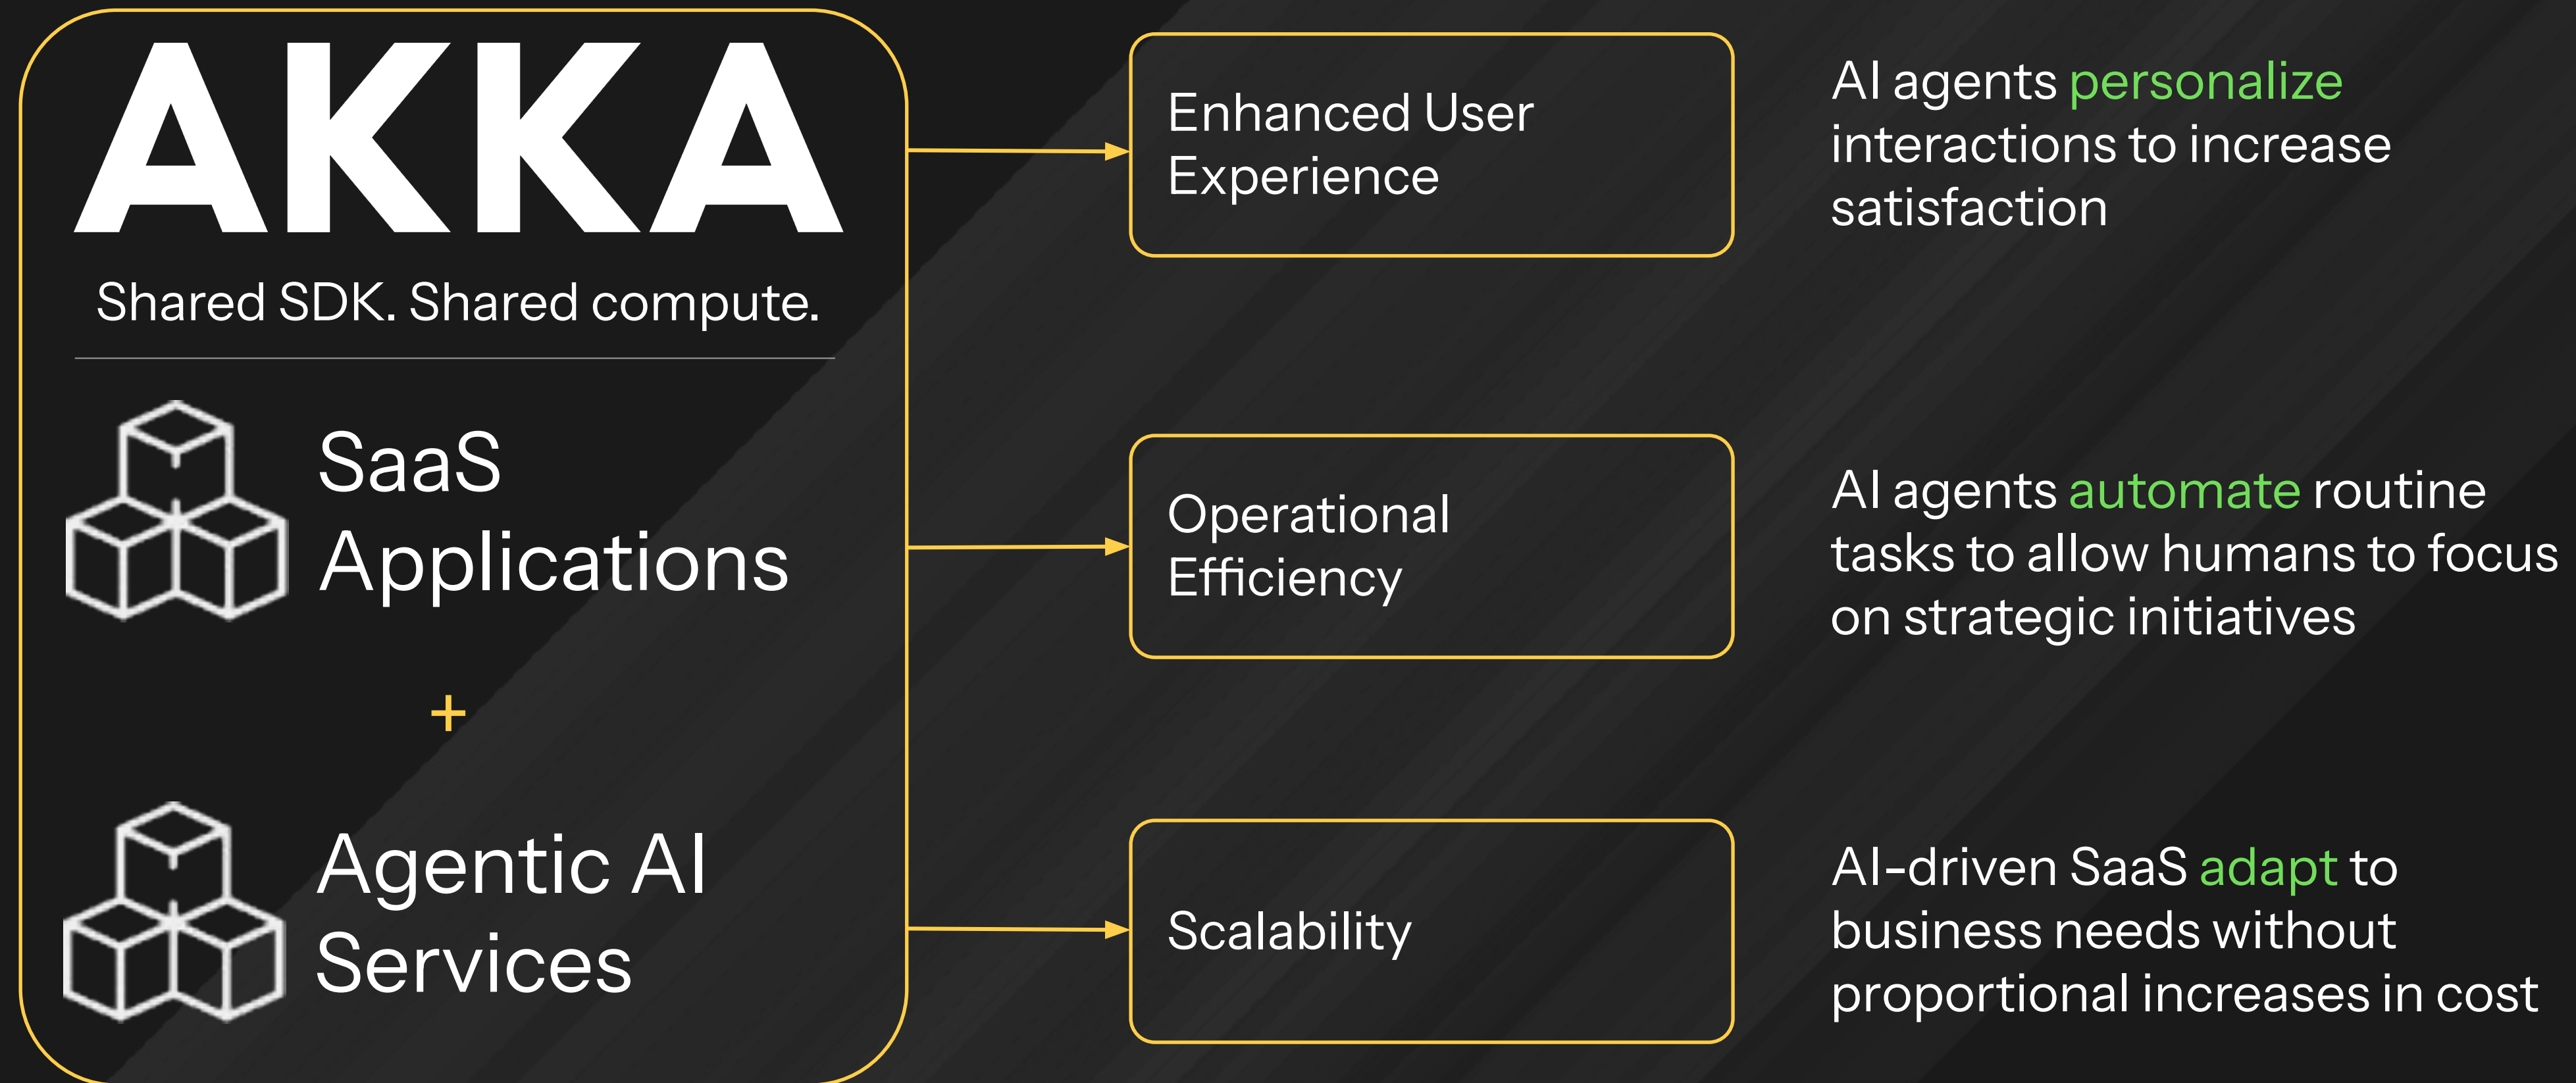 AKKA
Shared SDK. Shared compute.
SaaS
Applications
+
Agentic AI
Services
Enhanced User
Experience
AI agents personalize
interactions to increase
satisfaction
Operational
Efficiency
AI agents automate routine
tasks to allow humans to focus
on strategic initiatives
Scalability
AI-driven SaaS adapt to
business needs without
proportional increases in cost